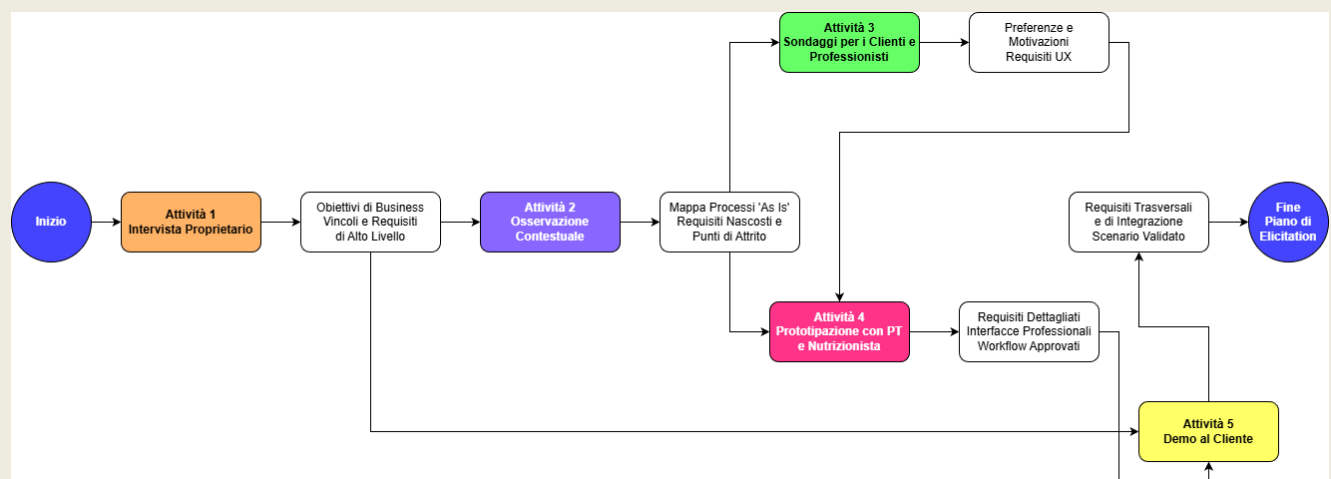 Attività 3
Sondaggi per i Clienti e
Professionisti
Preferenze e
Motivazioni
Requisiti UX
Inizio
Attività 1
Intervista Proprietario
Obiettivi di Business
Vincoli e Requisiti
di Alto Livello
Attività 2
Osservazione
Contestuale
Mappa Processi 'As Is'
Requisiti Nascosti e
Punti di Attrito
Requisiti Trasversali
e di Integrazione
Scenario Validato
Fine
Piano di
Elicitation
Attività 4
Prototipazione con PT
e Nutrizionista
Requisiti Dettagliati
Interfacce Professionali
Workflow Approvati
Attività 5
Demo al Cliente